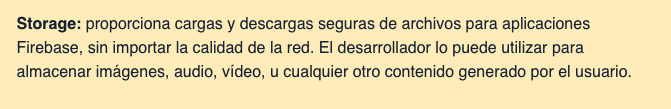 Storage: proporciona cargas y descargas seguras de archivos para aplicaciones
Firebase, sin importar la calidad de la red. El desarrollador lo puede utilizar para
almacenar imágenes, audio, vídeo, u cualquier otro contenido generado por el usuario.